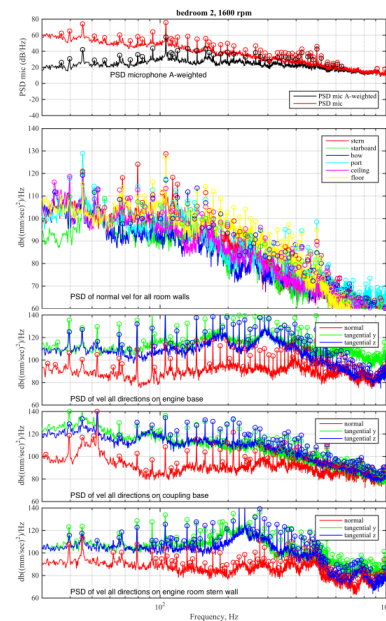 bedroom 2, 1600 rpm
PSD mic (dB/Hz)
80
60
40
20
0
-20
-40
PSD microphone A-weighted
PSD mic A-weighted
PSD mic
db((mm/sec²)²)/Hz
140
130
120
110
100
90
80
70
60
stern
starboard
bow
port
ceiling
floor
PSD of normal vel for all room walls
db((mm/sec²)²)/Hz
140
120
100
80
60
normal
tangential y
tangential z
PSD of vel all directions on engine base
db((mm/sec²)²)/Hz
140
120
100
80
60
normal
tangential y
tangential z
PSD of vel all directions on coupling base
db((mm/sec²)²)/Hz
140
120
100
80
60
normal
tangential y
tangential z
PSD of vel all directions on engine room stern wall
10²
Frequency, Hz